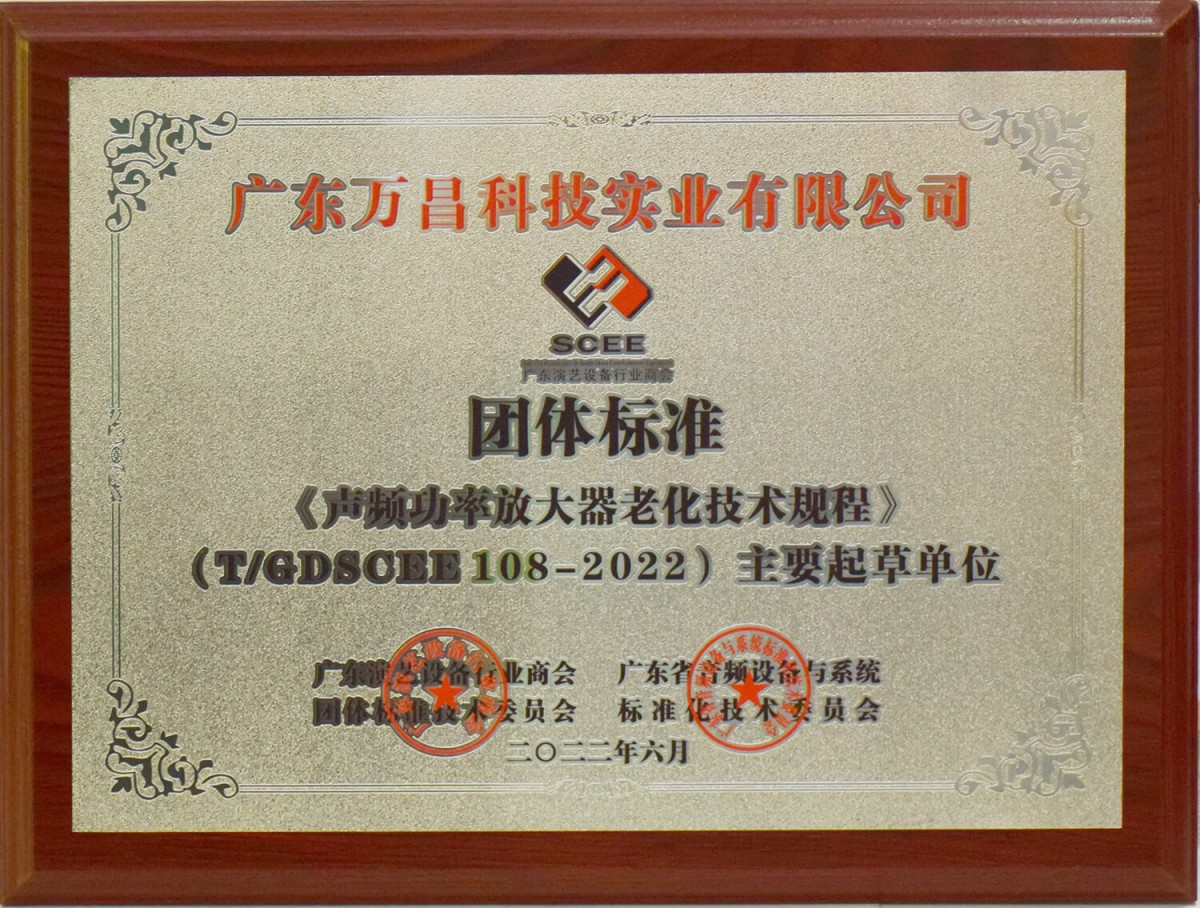 广东万昌科技实业有限公司
SCEE
广东演艺设备行业商会
团体标准
《声频功率放大器老化技术规程》
（T/GDSCEE 108-2022）主要起草单位
广东演艺设备行业商会 广东省音频设备与系统
团体标准技术委员会 标准化技术委员会
二〇二二年六月